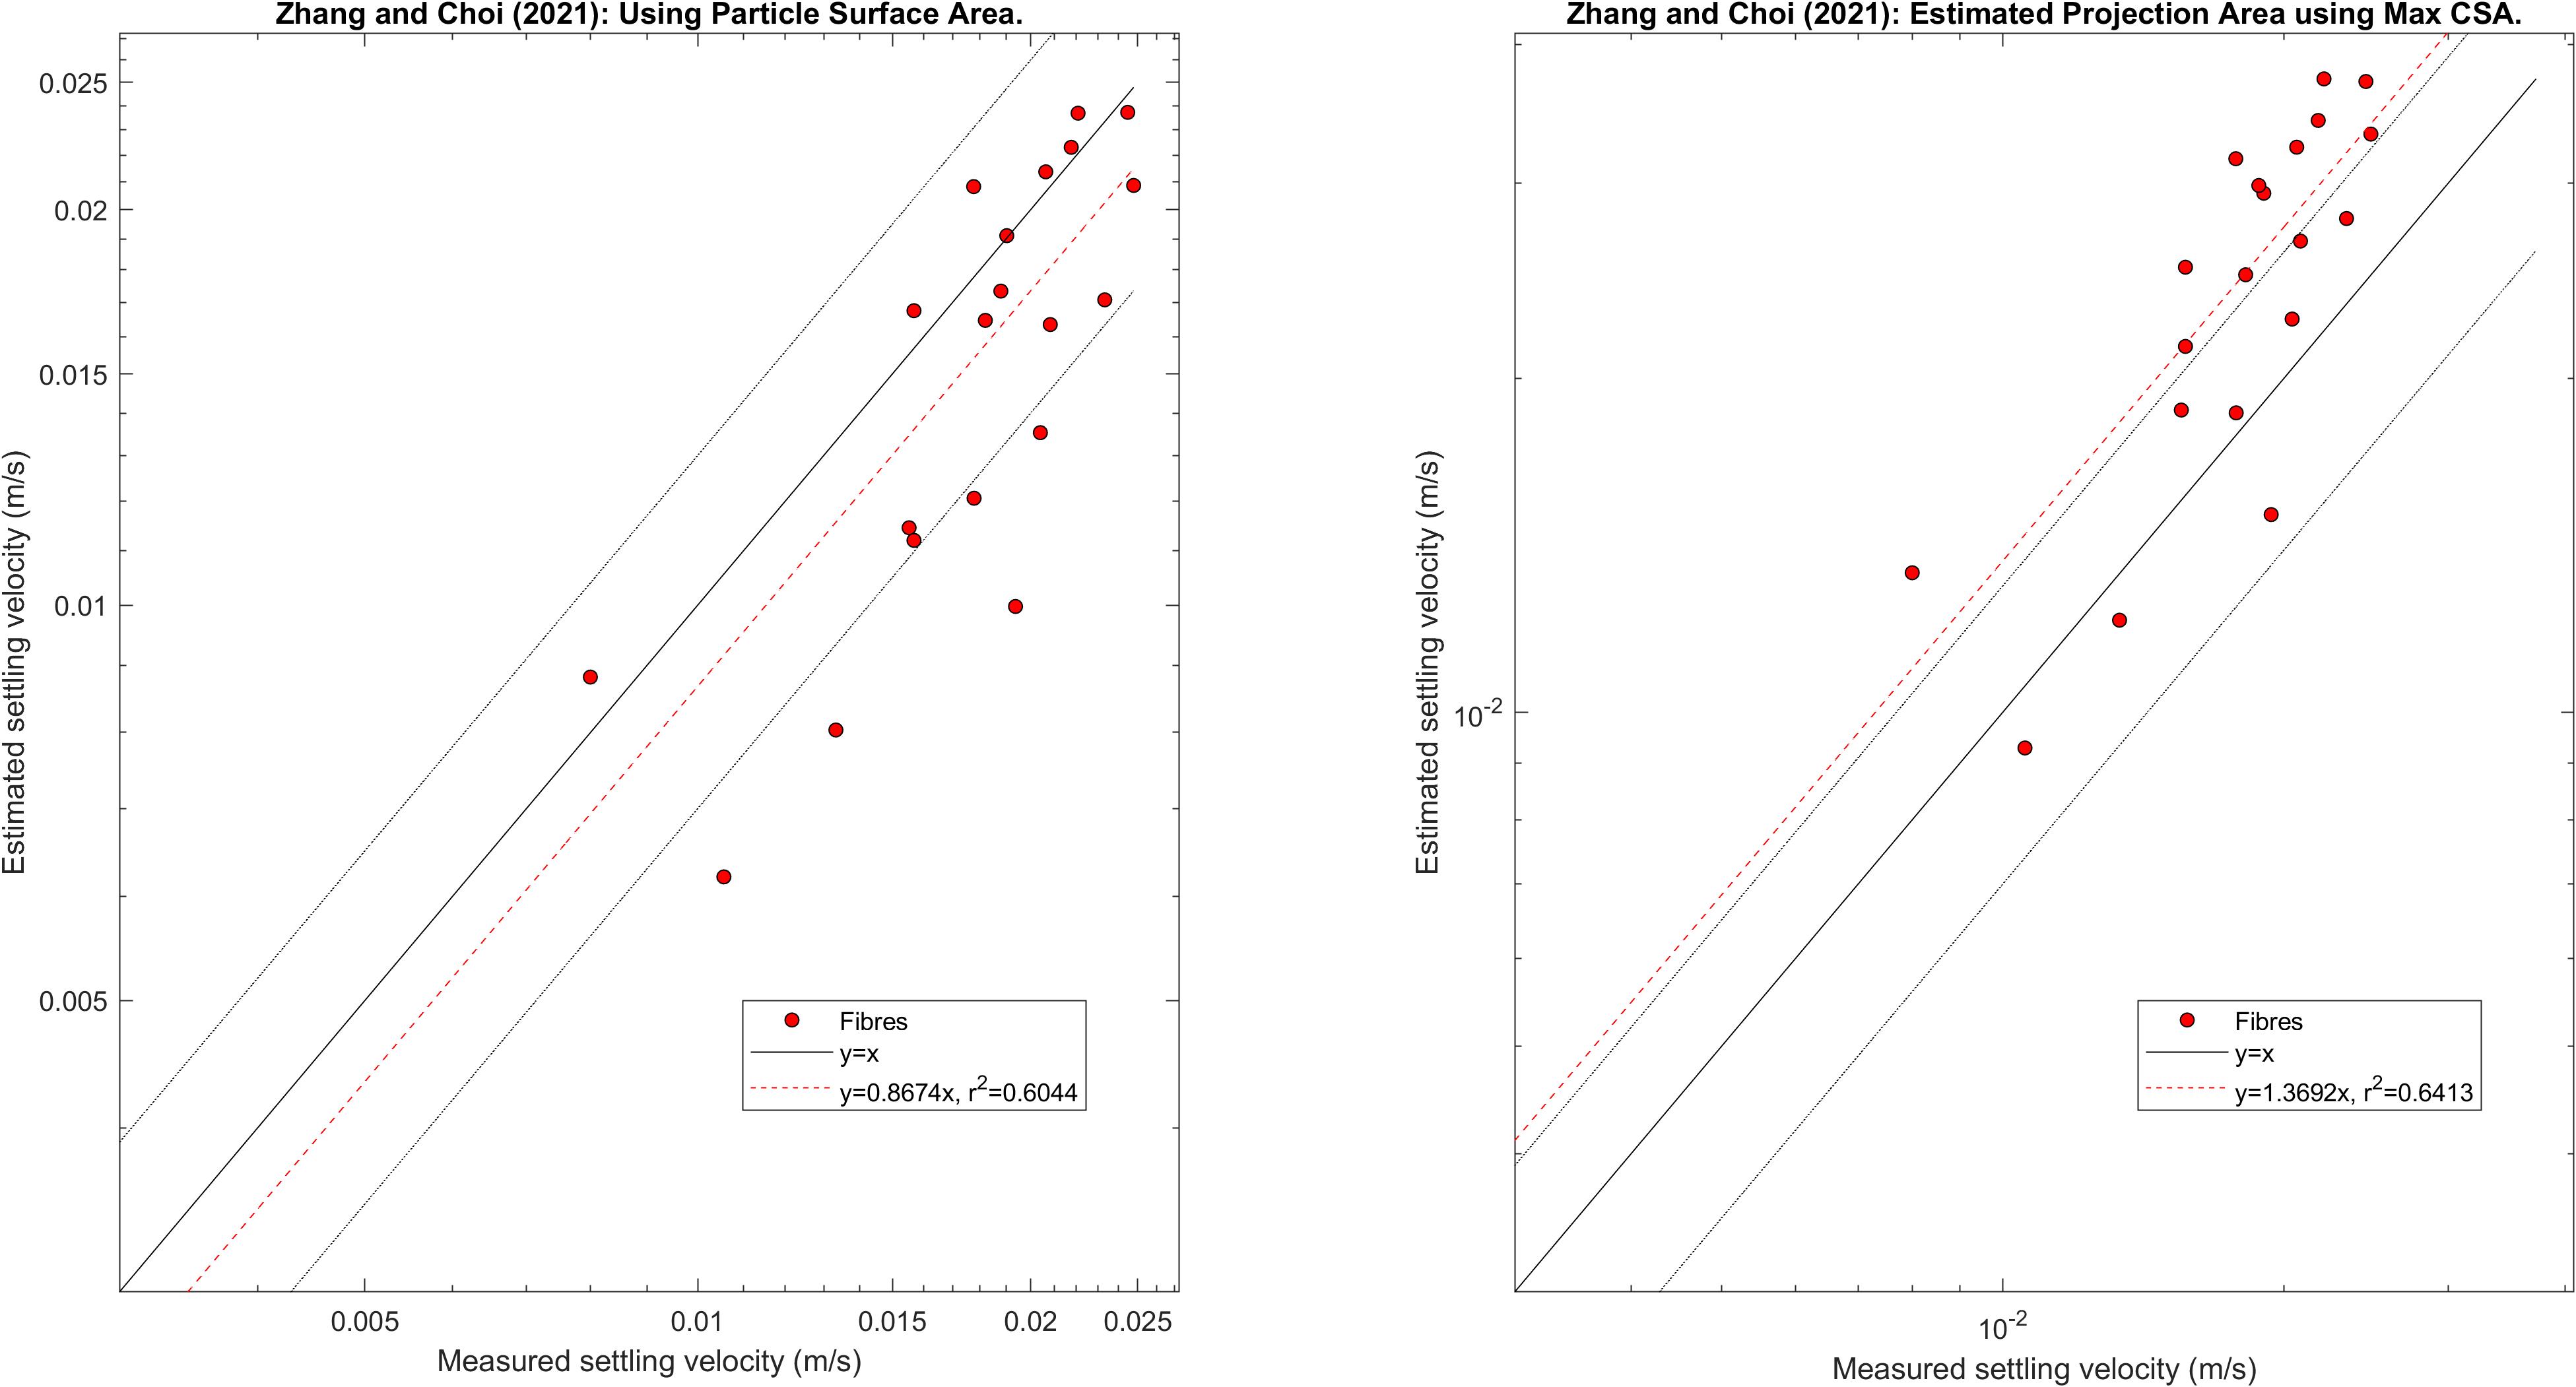 Zhang and Choi (2021): Using Particle Surface Area.
Estimated settling velocity (m/s)
0.025
0.02
0.015
0.01
0.005
Fibres
y=x
y=0.8674x, r²=0.6044
0.005 0.01 0.015 0.02 0.025
Measured settling velocity (m/s)
Zhang and Choi (2021): Estimated Projection Area using Max CSA.
Estimated settling velocity (m/s)
10⁻²
Fibres
y=x
y=1.3692x, r²=0.6413
10⁻²
Measured settling velocity (m/s)